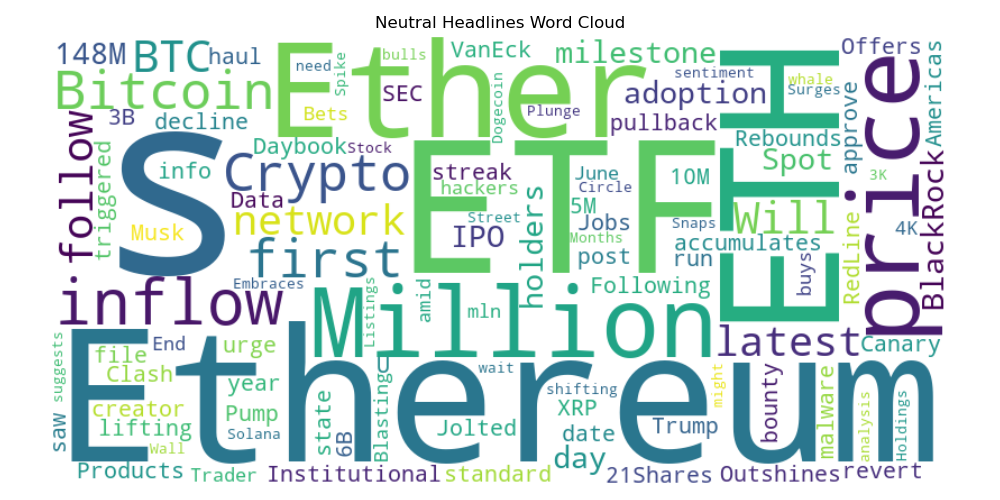 Neutral Headlines Word Cloud
148M
BTC
haul
Ether
need
Spike
bulls
VanEck
milestone
ETH
Offers
Americas
Bitcoin
SEC
Dogecoin
sentiment
adoption
whale
Surges
price
3B
decline
Bets
Plunge
pullback
approve
follow
triggered
S
info
Daybook
Stock
Crypto
ETF
streak
hackers
June
Circle
10M
Rebounds
Spot
3K
BlackRock
Musk
Data
network
IPO
Street
holders
5M
Jobs
Months
Snaps
Will
4K
first
post
accumulates
run
buys
RedLine
inflow
Embraces
Million
Listings
amid
mln
Following
latest
Canary
suggests
Ethereum
file
End
urge
Clash
year
creator
lifting
Pump
Solana
state
6B
Blasting
C
wait
shifting
might
Jolted
XRP
date
Trump
bounty
malware
analysis
Holdings
saw
Wall
day
Products
Trader
Institutional
standard
21Shares
Outshines
revert